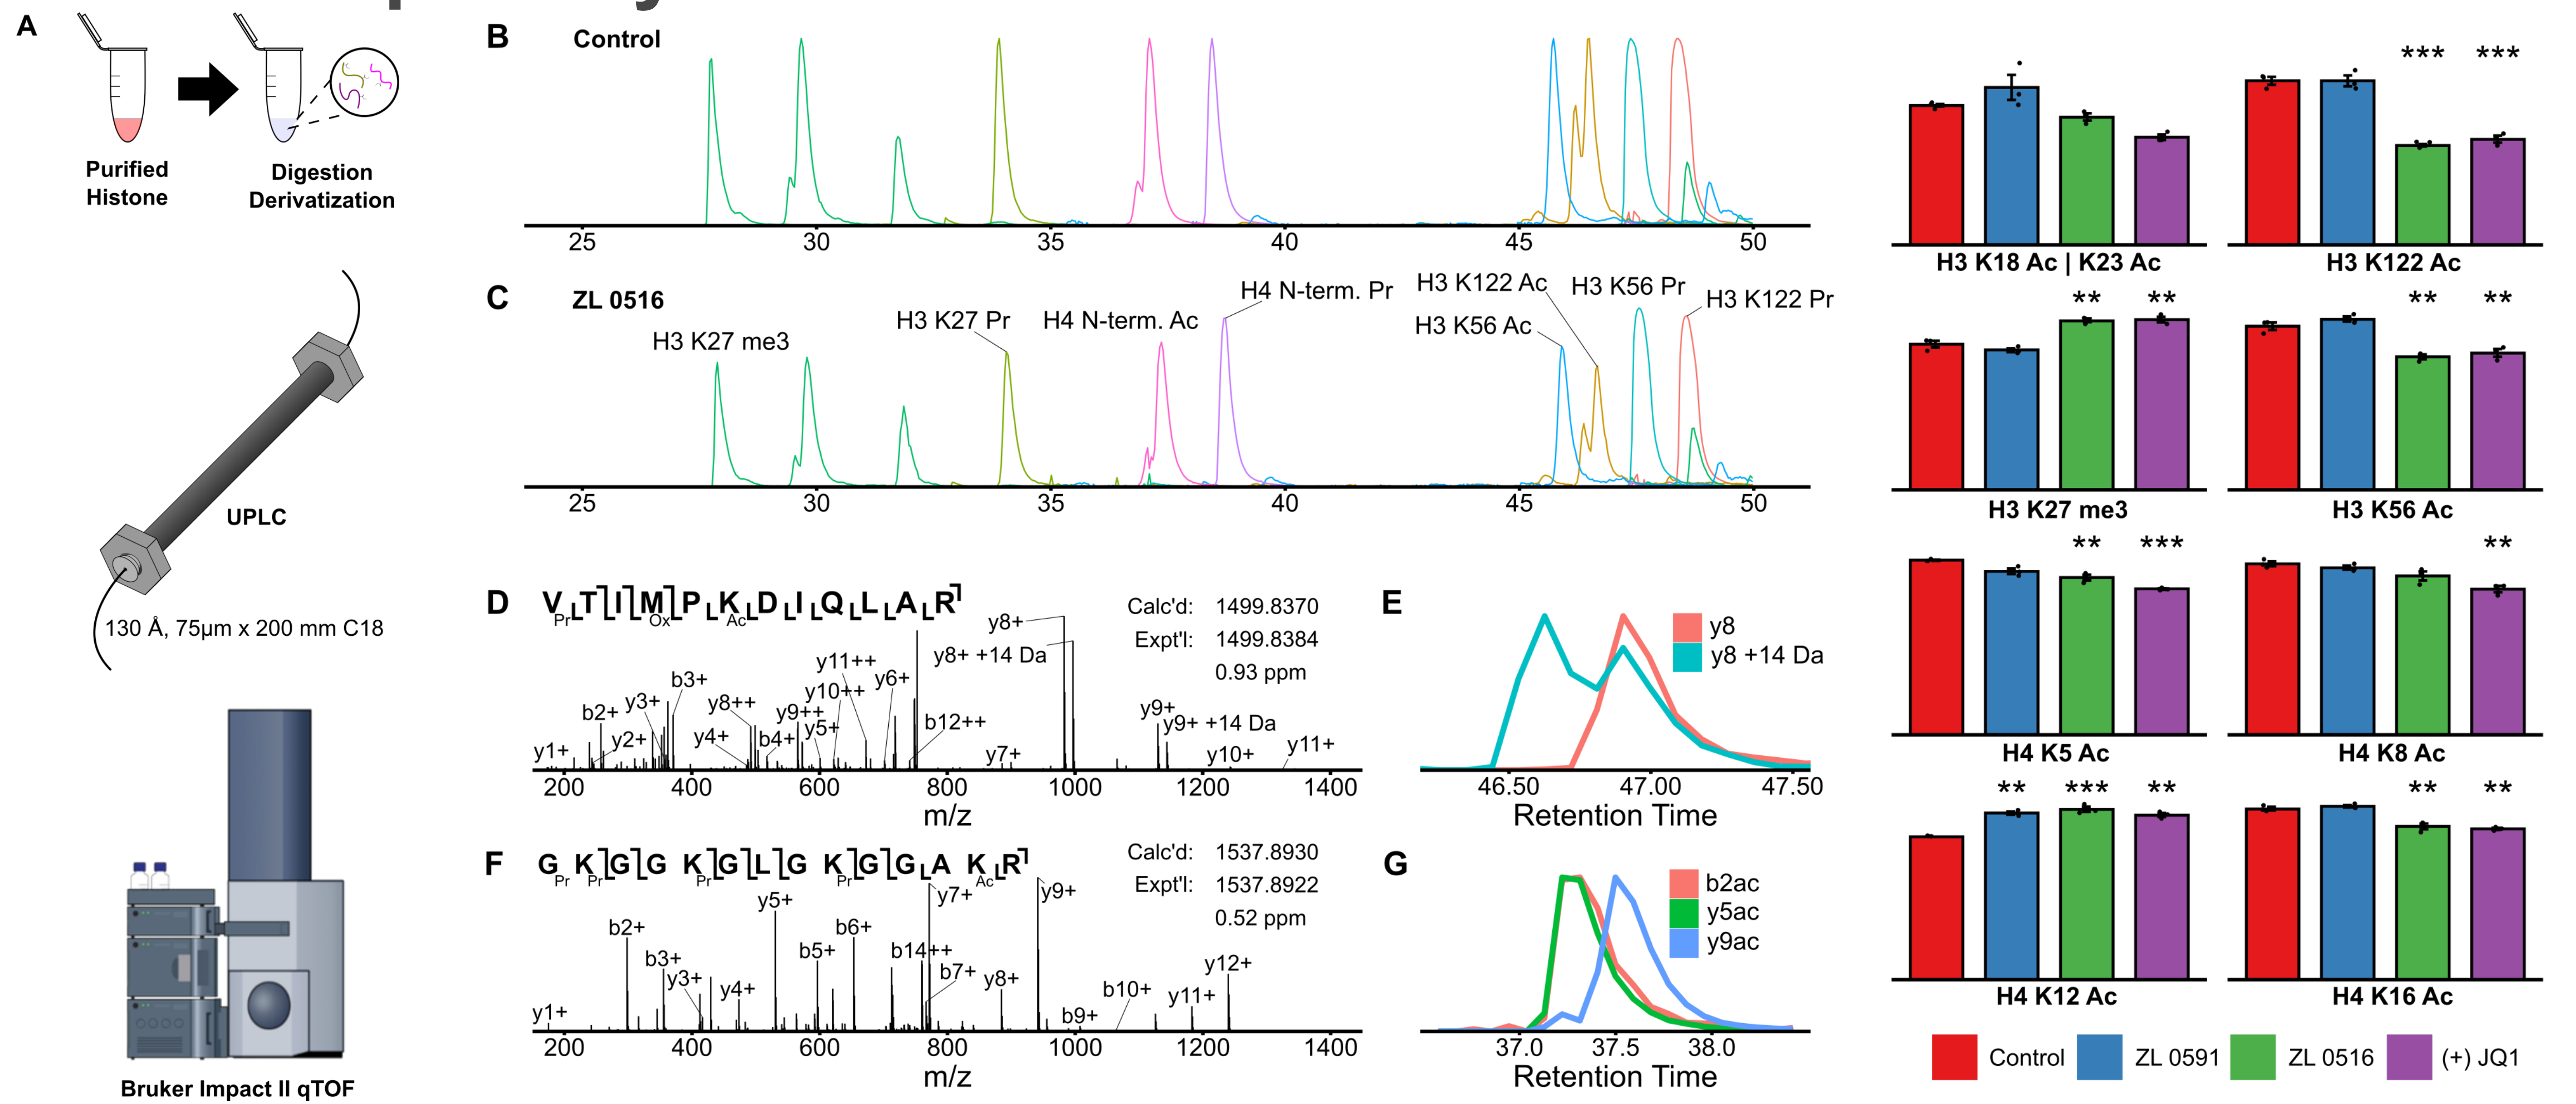 A
Purified
Histone
Digestion
Derivatization
UPLC
130 Å, 75µm x 200 mm C18
Bruker Impact II qTOF
B
Control
25 30 35 40 45 50
C
ZL 0516
H3 K27 me3
H3 K27 Pr
H4 N-term. Ac
H4 N-term. Pr
H3 K122 Ac
H3 K56 Pr
H3 K56 Ac
H3 K122 Pr
25 30 35 40 45 50
D
V T I M P K D I Q L A R
Pr Ox Ac
Calc'd: 1499.8370
Expt'l: 1499.8384
0.93 ppm
y8+
y8+ +14 Da
y11++
b3+
y10++
y6+
y3+
y8++
b2+
y9++
y9+
y5+
b12++
y9+ +14 Da
y4+
b4+
y2+
y1+
y7+
y10+
y11+
200 400 600 800 1000 1200 1400
m/z
E
y8
y8 +14 Da
46.50 47.00 47.50
Retention Time
F
G K G G K G L G K G G A K R
Pr Pr Pr Pr Ac
Calc'd: 1537.8930
Expt'l: 1537.8922
0.52 ppm
y5+
y7+
y9+
b2+
b6+
b3+
b5+
b14++
y3+
y4+
b7+
y8+
y12+
b10+
y11+
y1+
b9+
200 400 600 800 1000 1200 1400
m/z
G
b2ac
y5ac
y9ac
37.0 37.5 38.0
Retention Time
*** ***
H3 K18 Ac | K23 Ac
H3 K122 Ac
** ** ** **
H3 K27 me3
H3 K56 Ac
** *** **
H4 K5 Ac
H4 K8 Ac
** *** ** ** **
H4 K12 Ac
H4 K16 Ac
Control ZL 0591 ZL 0516 (+) JQ1